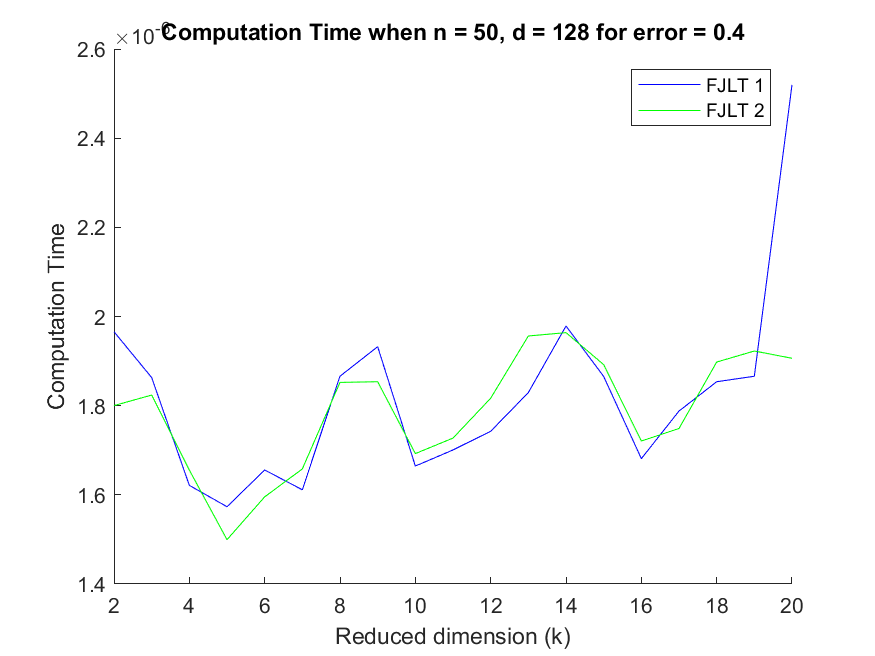 Computation Time when n = 50, d = 128 for error = 0.4
×10
2.6
2.4
2.2
2
1.8
1.6
1.4
Computation Time
FJLT 1
FJLT 2
2 4 6 8 10 12 14 16 18 20
Reduced dimension (k)